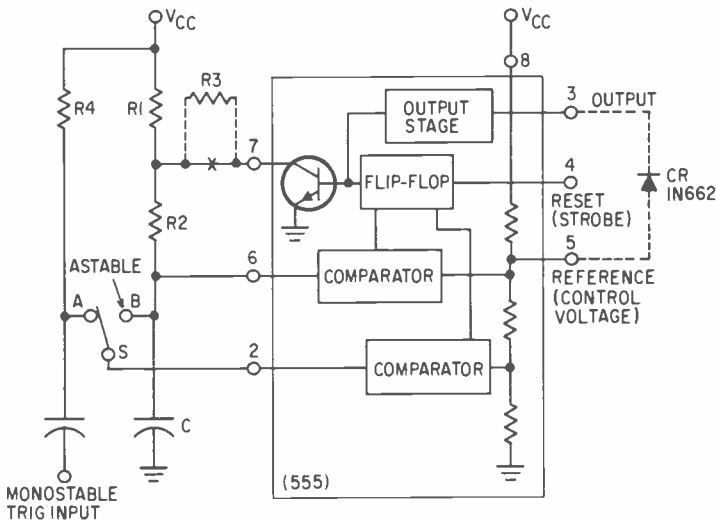 VCC
VCC
8
R4
R1
R3
7
OUTPUT
STAGE
3
OUTPUT
FLIP-FLOP
4
RESET
(STROBE)
CR
IN662
R2
ASTABLE
6
COMPARATOR
5
REFERENCE
(CONTROL
VOLTAGE)
A
B
S
2
COMPARATOR
C
MONOSTABLE
TRIG INPUT
(555)